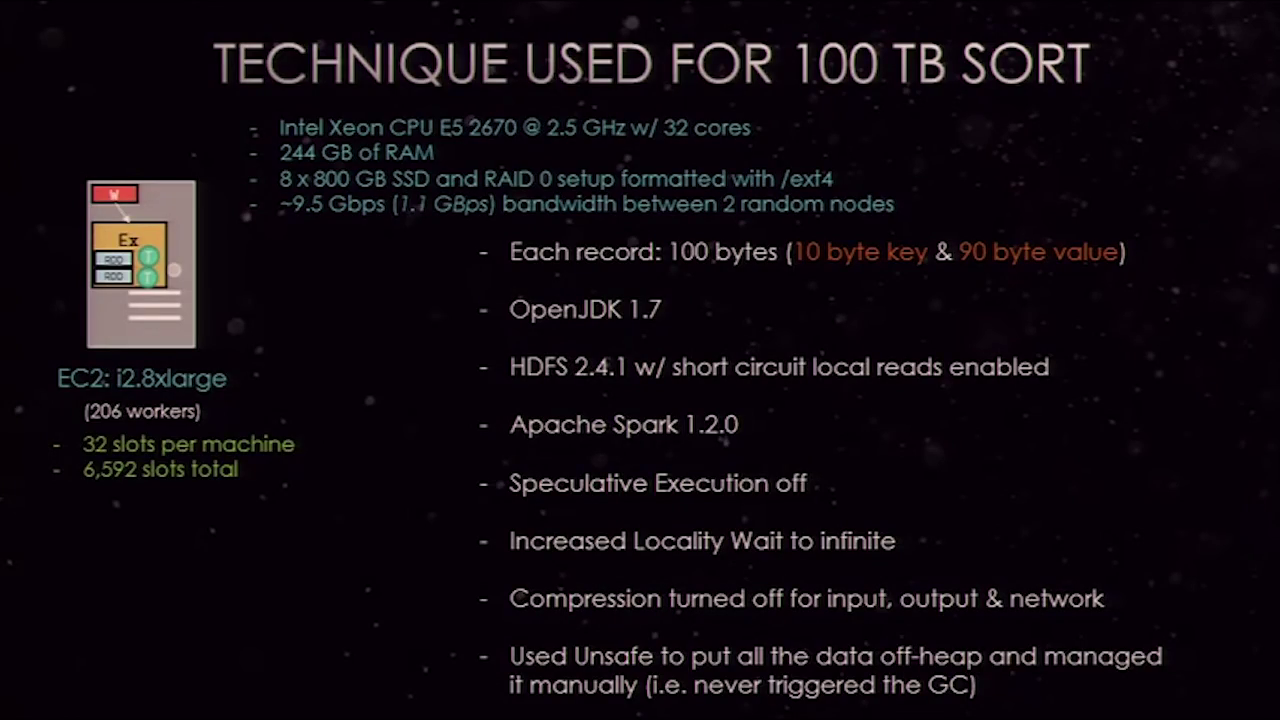 TECHNIQUE USED FOR 100 TB SORT
- Intel Xeon CPU E5 2670 @ 2.5 GHz w/ 32 cores
- 244 GB of RAM
- 8 x 800 GB SSD and RAID 0 setup formatted with /ext4
- ~9.5 Gbps (1.1 GBps) bandwidth between 2 random nodes
W
Ex
RDD T
RDD T
EC2: i2.8xlarge
(206 workers)
- 32 slots per machine
- 6,592 slots total
- Each record: 100 bytes (10 byte key & 90 byte value)
- OpenJDK 1.7
- HDFS 2.4.1 w/ short circuit local reads enabled
- Apache Spark 1.2.0
- Speculative Execution off
- Increased Locality Wait to infinite
- Compression turned off for input, output & network
- Used Unsafe to put all the data off-heap and managed
it manually (i.e. never triggered the GC)